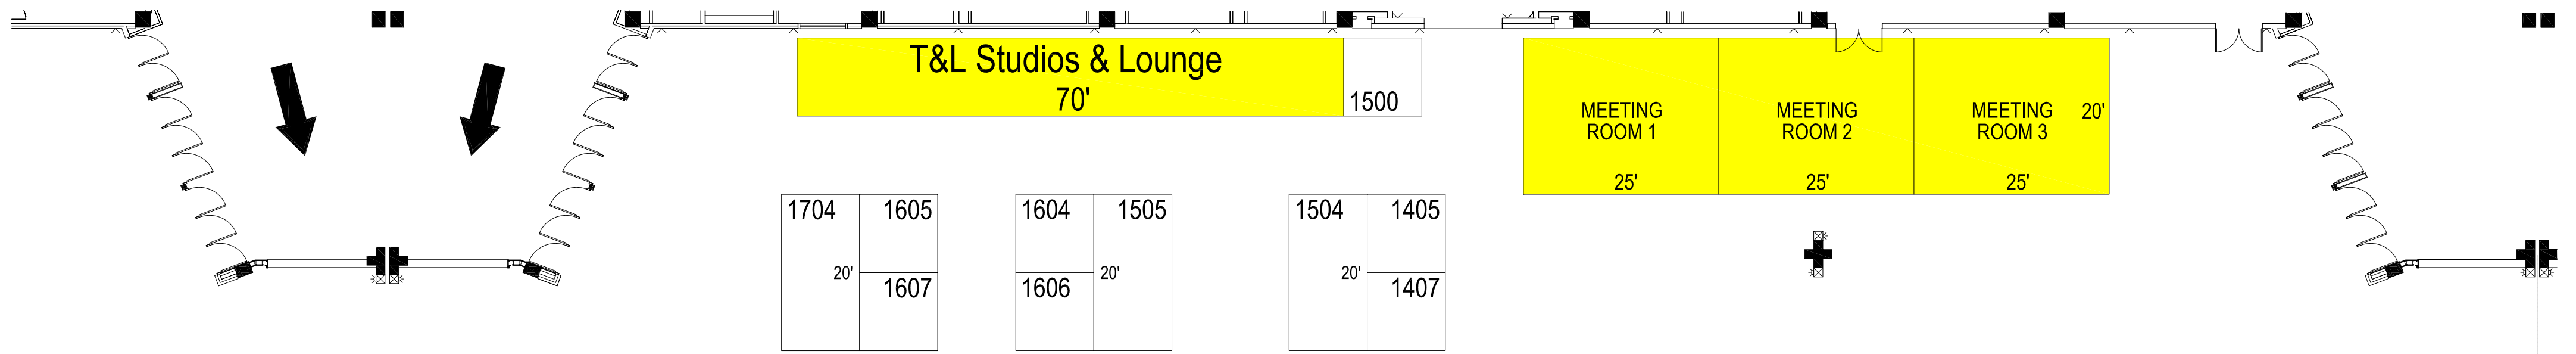 T&L Studios & Lounge
70'
1500
MEETING
ROOM 1
25'
MEETING
ROOM 2
25'
MEETING
ROOM 3
20'
25'
1704
1605
20'
1607
1604
1505
20'
1606
1504
1405
20'
1407